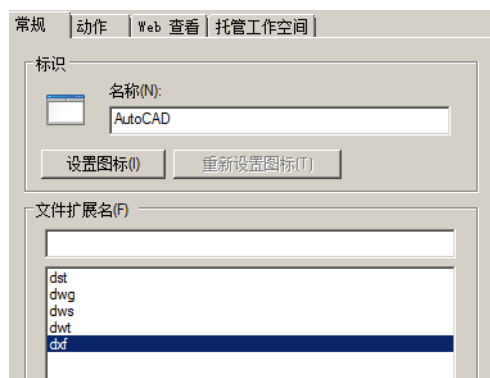 常规 动作 Web 查看 托管工作空间
标识
名称(N):
AutoCAD
设置图标(I) 重新设置图标(T)
文件扩展名(F)
dst
dwg
dws
dwt
dxf